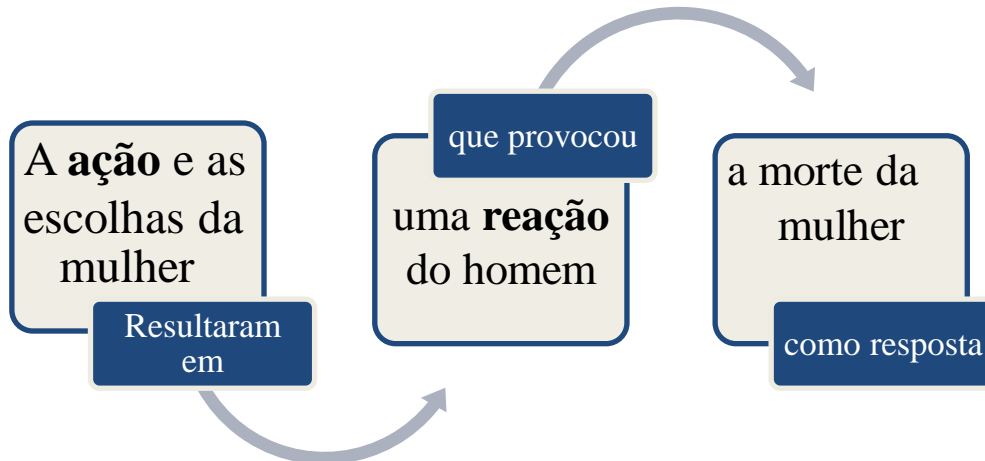 A ação e as
escolhas da
mulher
Resultaram
em
que provocou
uma reação
do homem
a morte da
mulher
como resposta